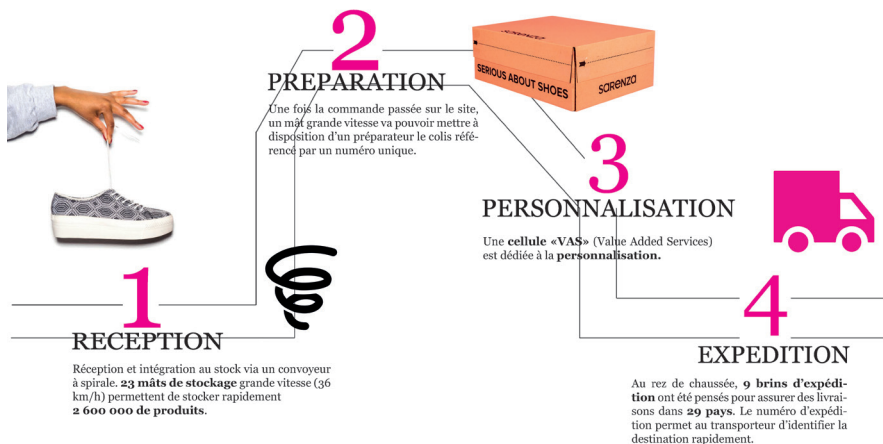 1
RECEPTION
Réception et intégration au stock via un convoyeur
à spirale. 23 mâts de stockage grande vitesse (36
km/h) permettent de stocker rapidement
2 600 000 de produits.
2
PREPARATION
Une fois la commande passée sur le site,
un mât grande vitesse va pouvoir mettre à
disposition d'un préparateur le colis réfé-
rencé par un numéro unique.
sarenza
SERIOUS ABOUT SHOES
sarenza
3
PERSONNALISATION
Une cellule «VAS» (Value Added Services)
est dédiée à la personnalisation.
4
EXPEDITION
Au rez de chaussée, 9 brins d'expédi-
tion ont été pensés pour assurer des livrai-
sons dans 29 pays. Le numéro d'expédi-
tion permet au transporteur d'identifier la
destination rapidement.